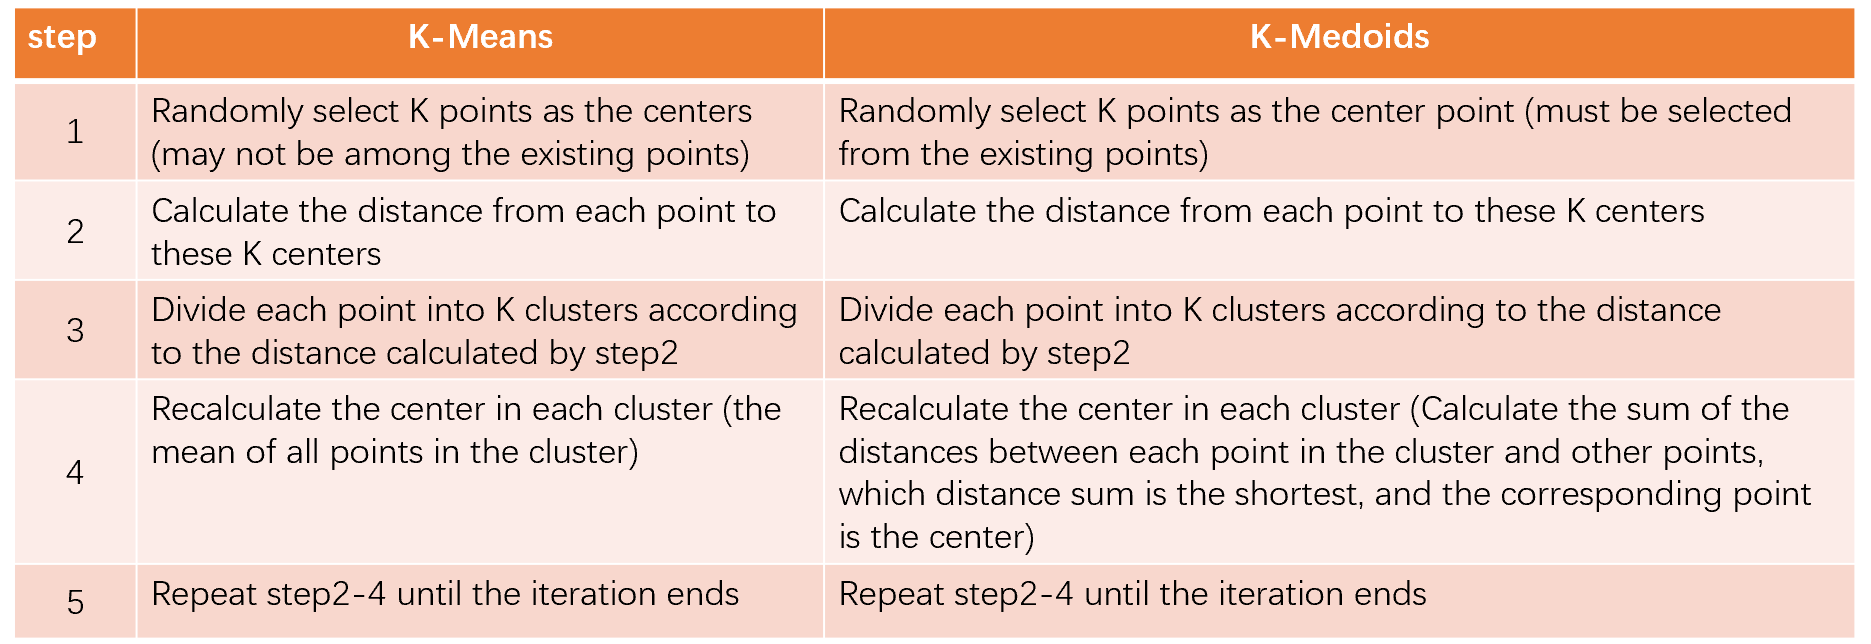 step K-Means K-Medoids
1
Randomly select K points as the centers
(may not be among the existing points)
Randomly select K points as the center point (must be selected
from the existing points)
2
Calculate the distance from each point to
these K centers
Calculate the distance from each point to these K centers
3
Divide each point into K clusters according
to the distance calculated by step2
Divide each point into K clusters according to the distance
calculated by step2
4
Recalculate the center in each cluster (the
mean of all points in the cluster)
Recalculate the center in each cluster (Calculate the sum of the
distances between each point in the cluster and other points,
which distance sum is the shortest, and the corresponding point
is the center)
5
Repeat step2-4 until the iteration ends
Repeat step2-4 until the iteration ends